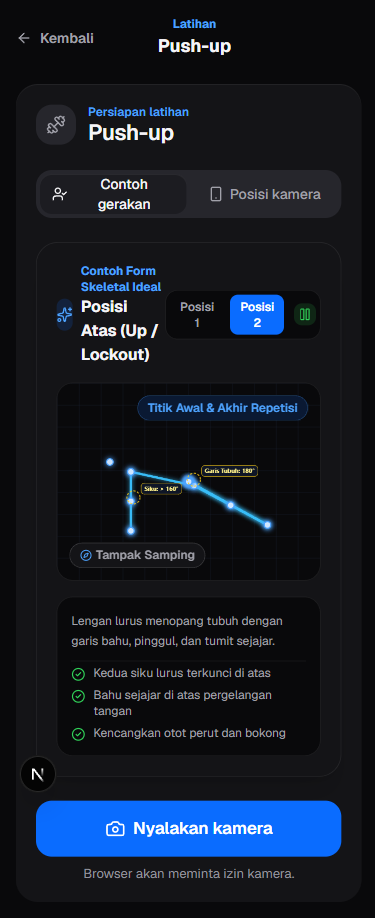 Latihan
Kembali
Push-up
Persiapan latihan
Push-up
Contoh
gerakan
Posisi kamera
Contoh Form
Skeletal Ideal
Posisi
Atas (Up /
Lockout)
Posisi
1
Posisi
2
Titik Awal & Akhir Repetisi
Garis Tubuh: 180°
Siku: > 160°
Tampak Samping
Lengan lurus menopang tubuh dengan
garis bahu, pinggul, dan tumit sejajar.
Kedua siku lurus terkunci di atas
Bahu sejajar di atas pergelangan
tangan
Kencangkan otot perut dan bokong
N
Nyalakan kamera
Browser akan meminta izin kamera.